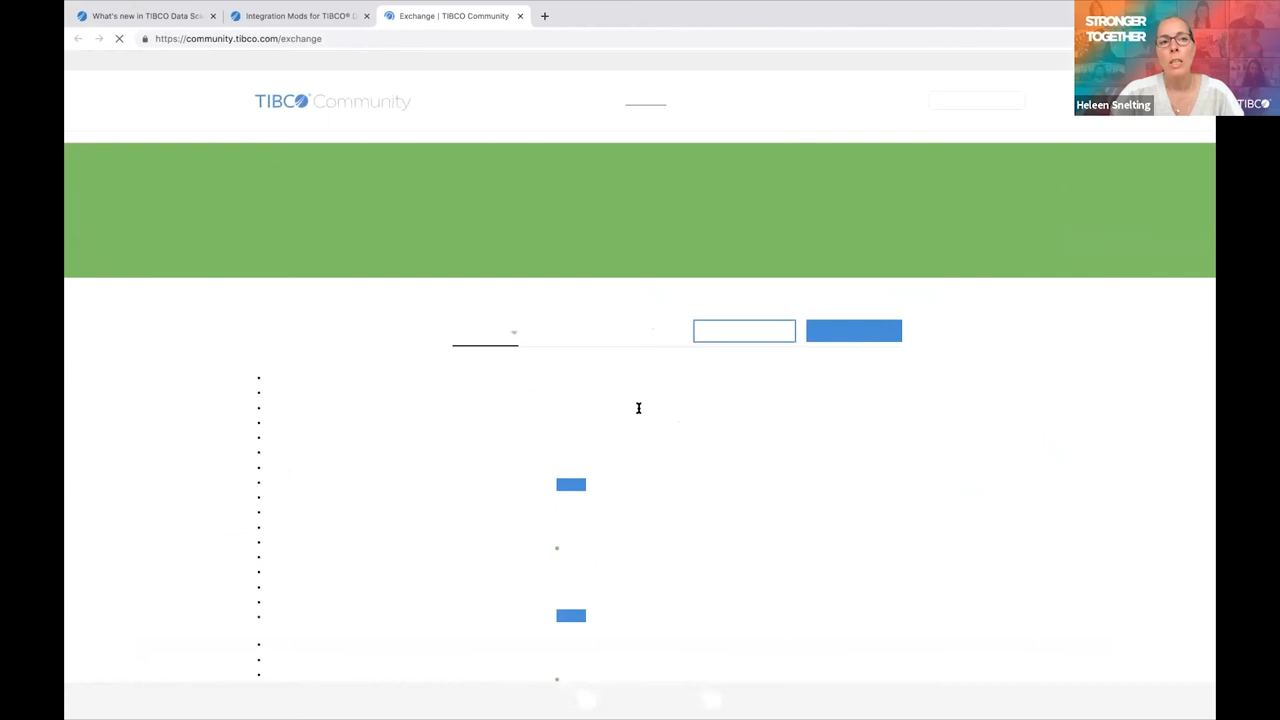 What's new in TIBCO Data Sci
Integration Mods for TIBCO® D
Exchange | TIBCO Community
https://community.tibco.com/exchange
TIBCO Community
STRONGER
TOGETHER
Heleen Snelting
TIBCO